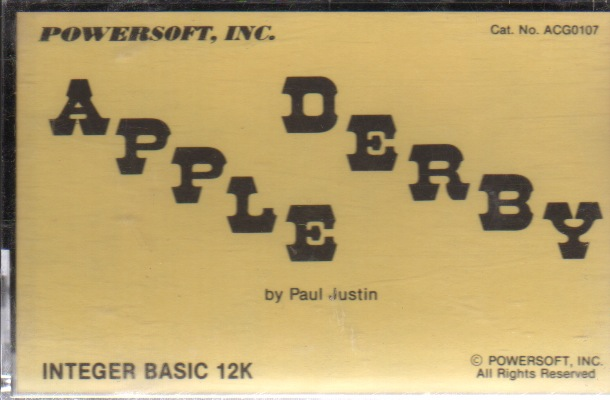 POWERSOFT, INC.
Cat. No. ACG0107
APPLE
DERBY
by Paul Justin
INTEGER BASIC 12K
© POWERSOFT, INC.
All Rights Reserved